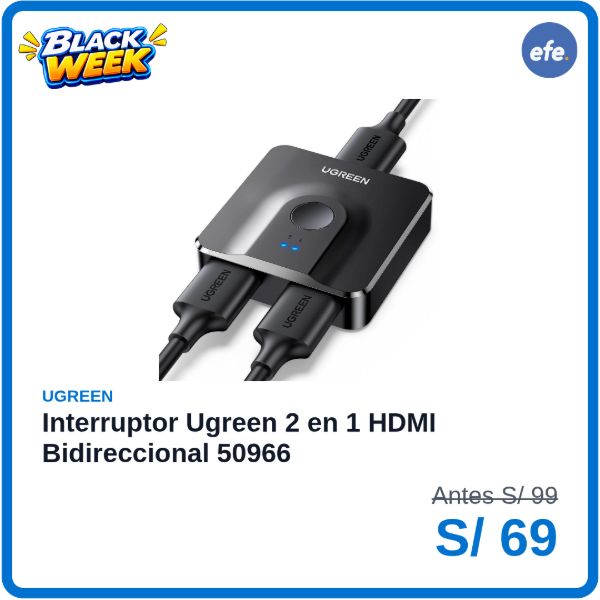 BLACK
WEEK
efe.
UGREEN
UGREEN
UGREEN
UGREEN
UGREEN
Interruptor Ugreen 2 en 1 HDMI
Bidireccional 50966
Antes S/ 99
S/ 69